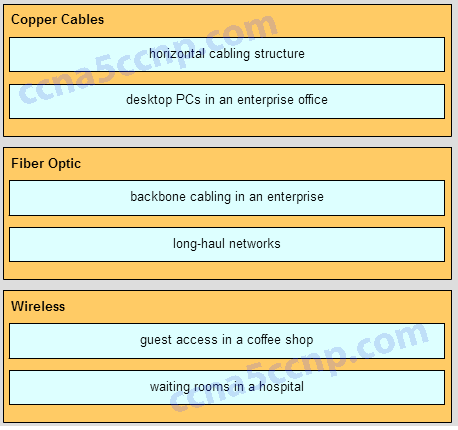 Copper Cables
horizontal cabling structure
desktop PCs in an enterprise office
ccna5ccnp.com
Fiber Optic
backbone cabling in an enterprise
long-haul networks
Wireless
guest access in a coffee shop
waiting rooms in a hospital
ccna5ccnp.com